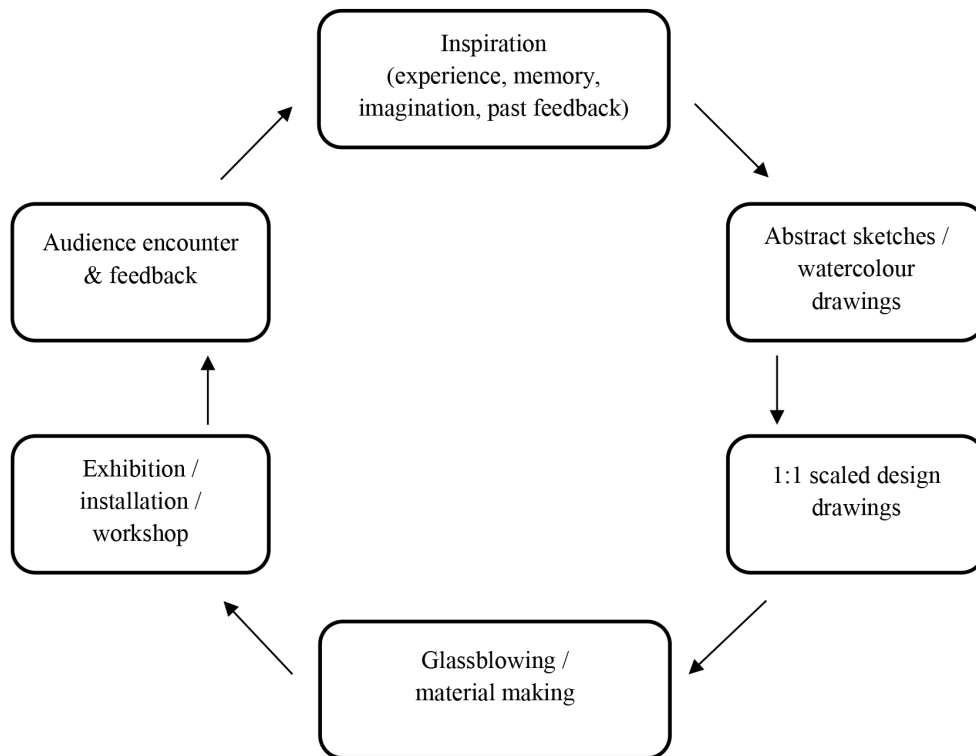 Inspiration
(experience, memory,
imagination, past feedback)
Abstract sketches /
watercolour
drawings
1:1 scaled design
drawings
Glassblowing /
material making
Exhibition /
installation /
workshop
Audience encounter
& feedback